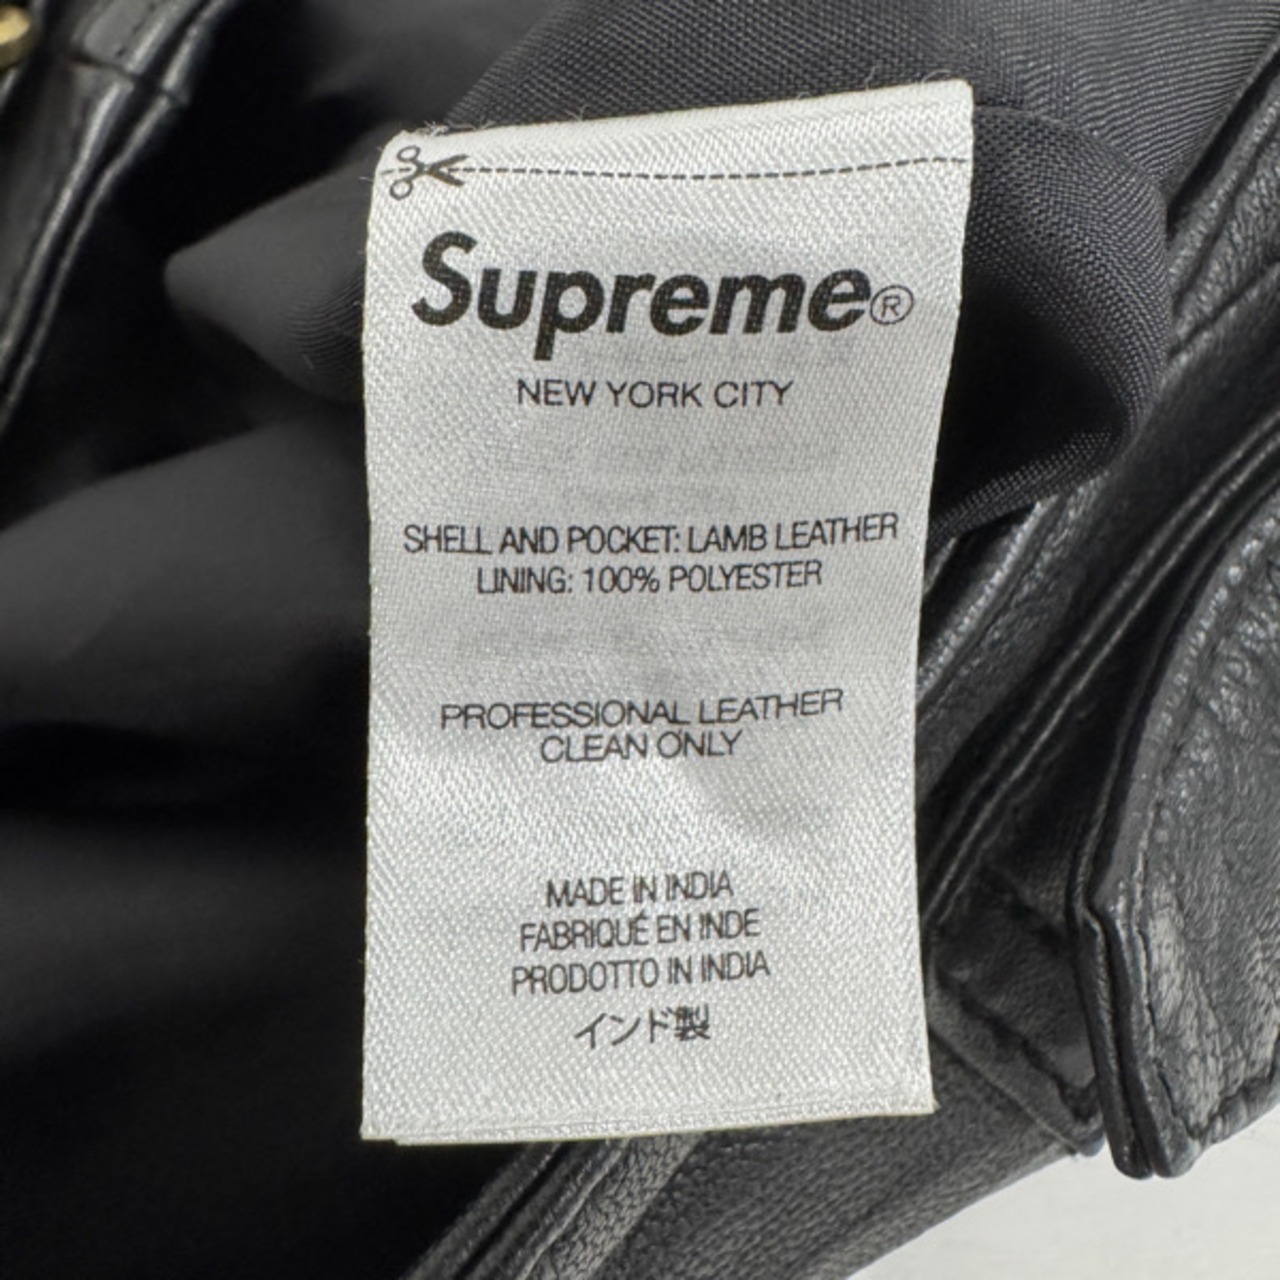 Supreme®
NEW YORK CITY
SHELL AND POCKET: LAMB LEATHER
LINING: 100% POLYESTER
PROFESSIONAL LEATHER
CLEAN ONLY
MADE IN INDIA
FABRIQUÉ EN INDE
PRODOTTO IN INDIA
インド製